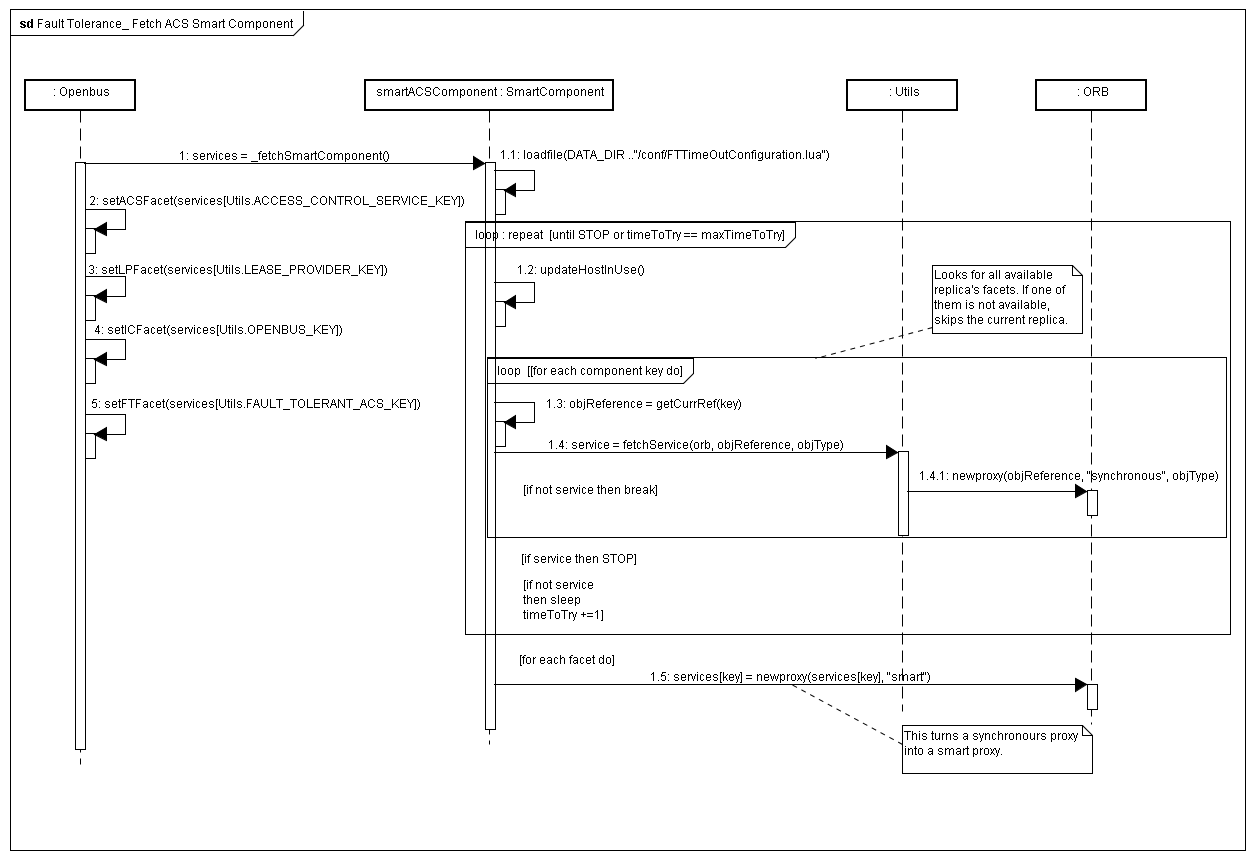 sd Fault Tolerance_ Fetch ACS Smart Component
: Openbus
smartACSComponent : SmartComponent
: Utils
: ORB
1: services = _fetchSmartComponent()
1.1: loadfile(DATA_DIR .."/conf/FTTimeOutConfiguration.lua")
2: setACSFacet(services[Utils.ACCESS_CONTROL_SERVICE_KEY])
loop : repeat [until STOP or timeToTry == maxTimeToTry]
3: setLPFacet(services[Utils.LEASE_PROVIDER_KEY])
1.2: updateHostInUse()
Looks for all available
replica's facets. If one of
them is not available,
skips the current replica.
4: setICFacet(services[Utils.OPENBUS_KEY])
loop [[for each component key do]
5: setFTFacet(services[Utils.FAULT_TOLERANT_ACS_KEY])
1.3: objReference = getCurrRef(key)
1.4: service = fetchService(orb, objReference, objType)
1.4.1: newproxy(objReference, "synchronous", objType)
[if not service then break]
[if service then STOP]
[if not service
then sleep
timeToTry +=1]
[for each facet do]
1.5: services[key] = newproxy(services[key], "smart")
This turns a synchronours proxy
into a smart proxy.